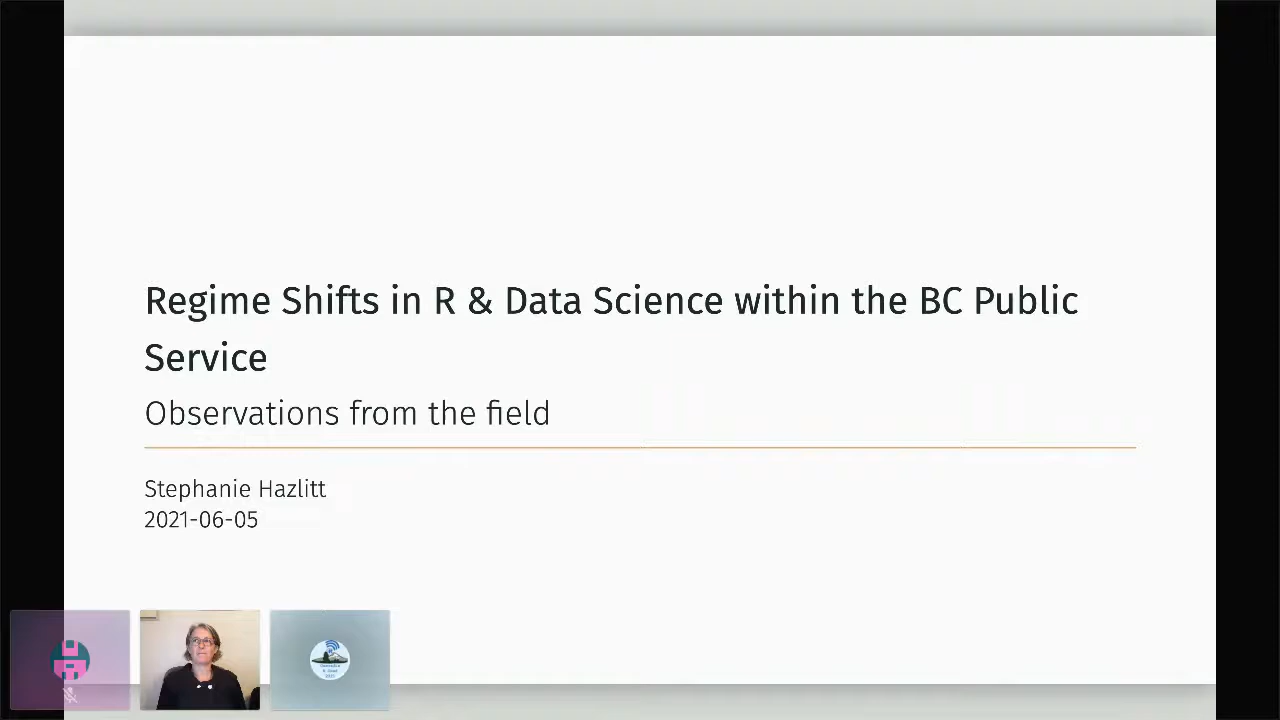 Regime Shifts in R & Data Science within the BC Public
Service
Observations from the field
Stephanie Hazlitt
2021-06-05